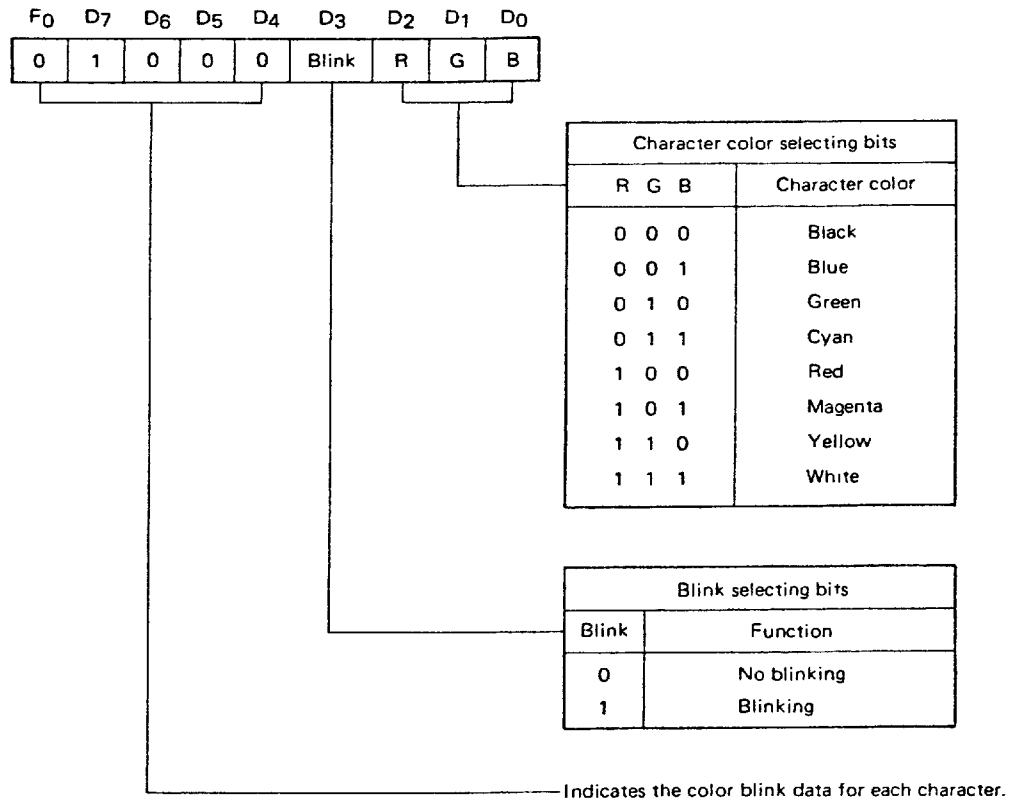 F0 D7 D6 D5 D4 D3 D2 D1 D0
0 1 0 0 0 Blink R G B
Character color selecting bits
R G B Character color
0 0 0 Black
0 0 1 Blue
0 1 0 Green
0 1 1 Cyan
1 0 0 Red
1 0 1 Magenta
1 1 0 Yellow
1 1 1 White
Blink selecting bits
Blink Function
0 No blinking
1 Blinking
Indicates the color blink data for each character.